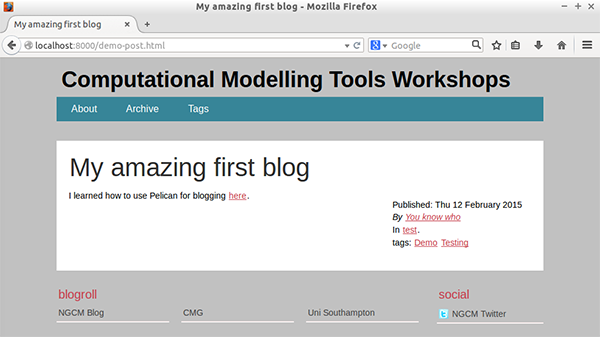 My amazing first blog - Mozilla Firefox
My amazing first blog
localhost:8000/demo-post.html
Google
Computational Modelling Tools Workshops
About Archive Tags
My amazing first blog
I learned how to use Pelican for blogging here.
Published: Thu 12 February 2015
By You know who
In test.
tags: Demo Testing
blogroll social
NGCM Blog CMG Uni Southampton NGCM Twitter